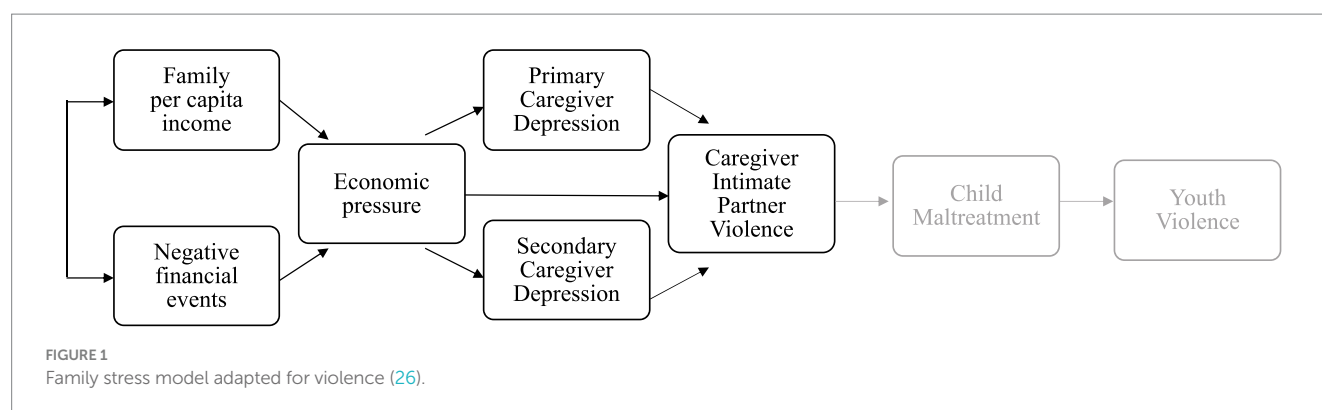 Family
per capita
income
Negative
financial
events
Economic
pressure
Primary
Caregiver
Depression
Secondary
Caregiver
Depression
Caregiver
Intimate
Partner
Violence
Child
Maltreatment
Youth
Violence
FIGURE 1
Family stress model adapted for violence (26).